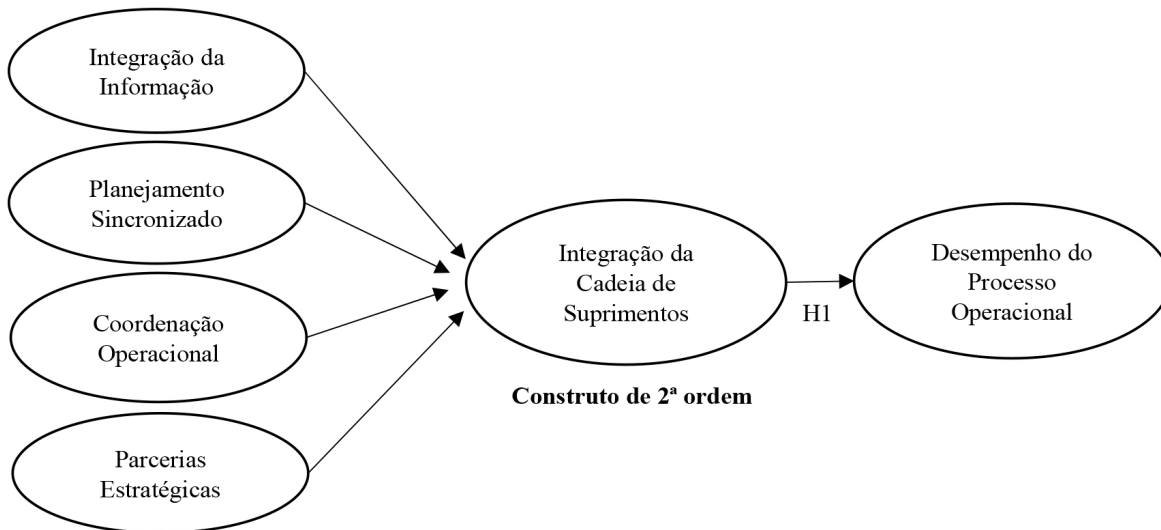 Integração da
Informação
Planejamento
Sincronizado
Coordenação
Operacional
Parcerias
Estratégicas
Integração da
Cadeia de
Suprimentos
Construto de 2ª ordem
H1
Desempenho do
Processo
Operacional